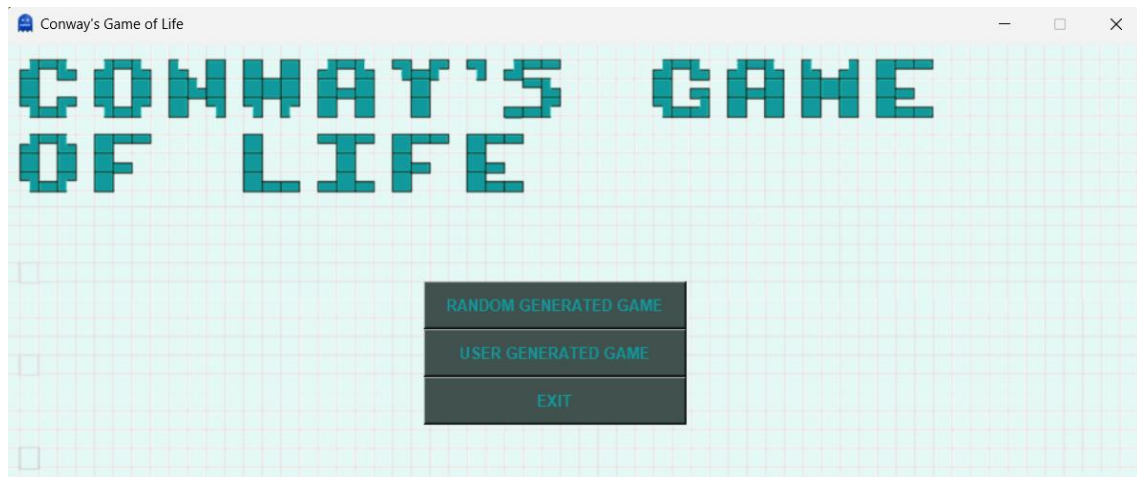 Conway's Game of Life
CONWAY'S GAME
OF LIFE
RANDOM GENERATED GAME
USER GENERATED GAME
EXIT